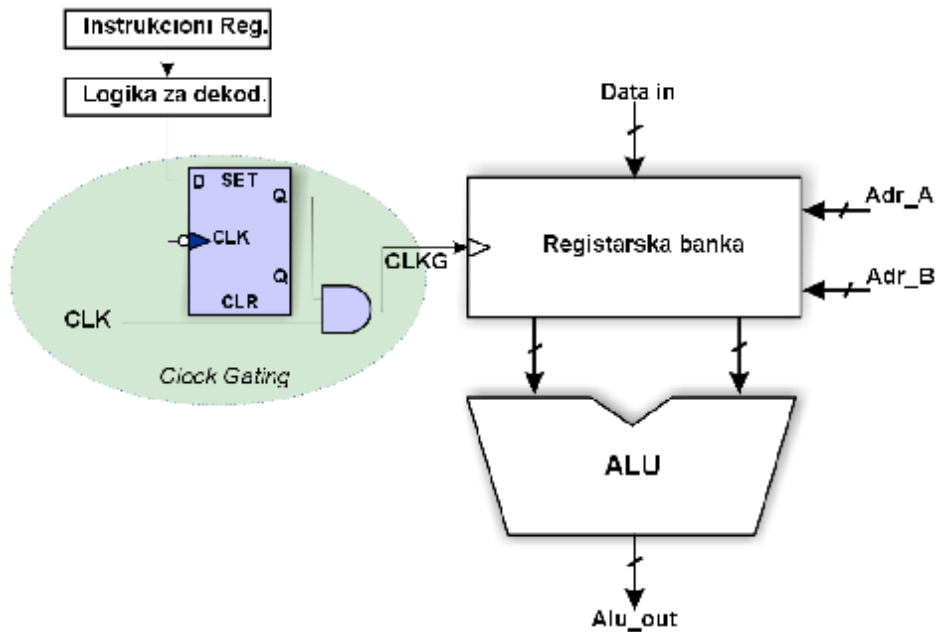 Instrukcioni Reg.
Logika za dekod.
Data in
D SET
Q
CLK
Q
CLR
CLK
Clock Gating
CLKG
Registarska banka
Adr_A
Adr_B
ALU
Alu_out